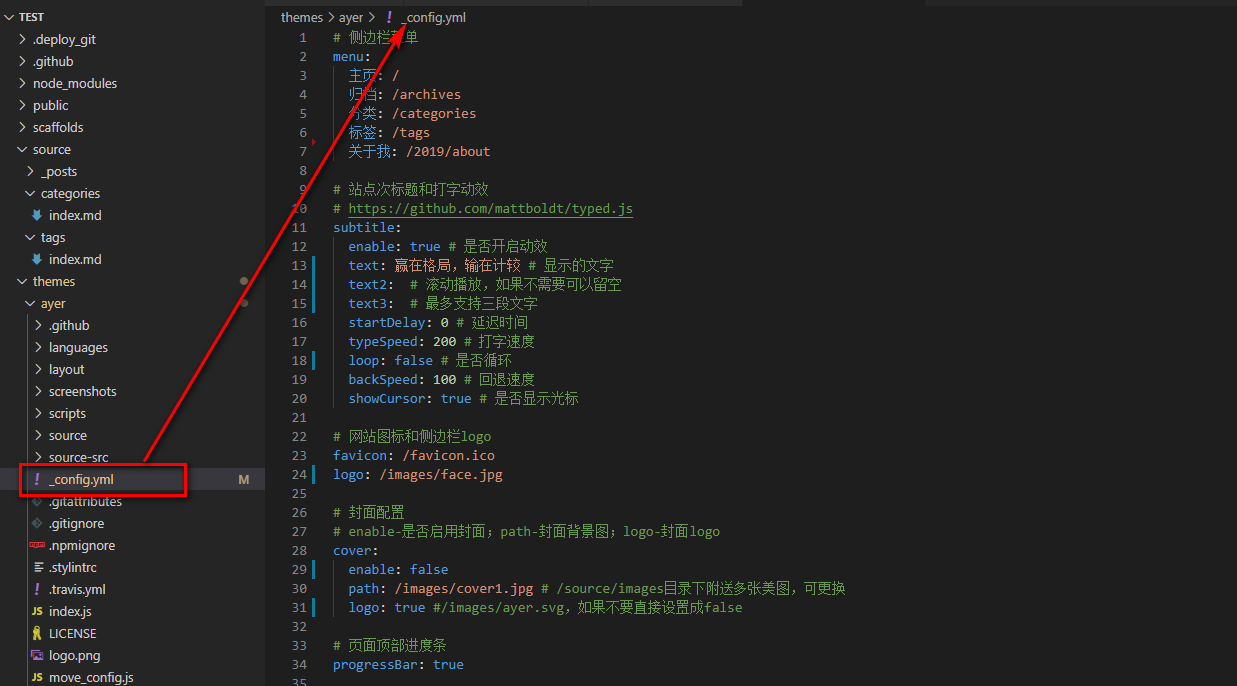 TEST
.deploy_git
.github
node_modules
public
scaffolds
source
_posts
categories
index.md
tags
index.md
themes
ayer
.github
languages
layout
screenshots
scripts
source
source-src
_config.yml M
.gitattributes
.gitignore
.npmignore
.stylintrc
.travis.yml
JS index.js
LICENSE
logo.png
JS move_config.js
themes > ayer > ! _config.yml
1 # 侧边栏菜单
2 menu:
3 主页: /
4 归档: /archives
5 分类: /categories
6 标签: /tags
7 关于我: /2019/about
8
9 # 站点次标题和打字动效
10 # https://github.com/mattboldt/typed.js
11 subtitle:
12 enable: true # 是否开启动效
13 text: 赢在格局，输在计较 # 显示的文字
14 text2:  # 滚动播放，如果不需要可以留空
15 text3:  # 最多支持三段文字
16 startDelay: 0 # 延迟时间
17 typeSpeed: 200 # 打字速度
18 loop: false # 是否循环
19 backSpeed: 100 # 回退速度
20 showCursor: true # 是否显示光标
21
22 # 网站图标和侧边栏logo
23 favicon: /favicon.ico
24 logo: /images/face.jpg
25
26 # 封面配置
27 # enable-是否启用封面；path-封面背景图；logo-封面logo
28 cover:
29 enable: false
30 path: /images/cover1.jpg # /source/images目录下附送多张美图，可更换
31 logo: true #/images/ayer.svg，如果不要直接设置成false
32
33 # 页面顶部进度条
34 progressBar: true
35